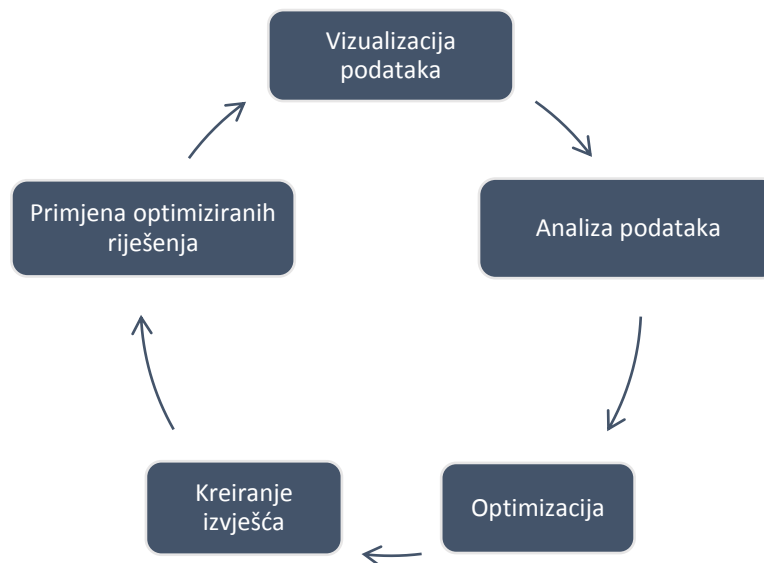 Vizualizacija
podataka
Analiza podataka
Optimizacija
Kreiranje
izvješća
Primjena optimiziranih
riješenja